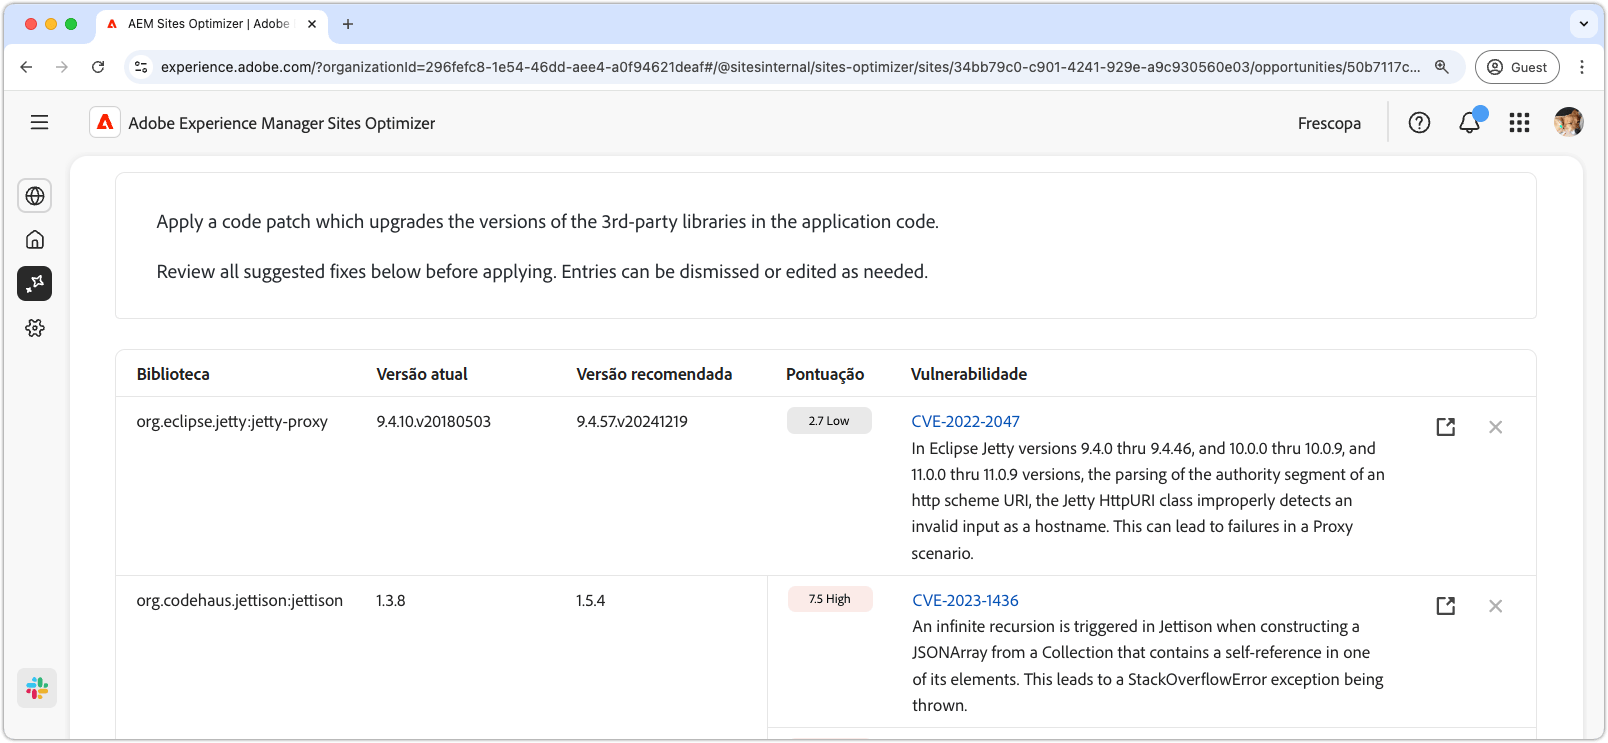 AEM Sites Optimizer | Adobe
experience.adobe.com/?organizationId=296fefc8-1e54-46dd-aee4-a0f94621deaf#/@sitesinternal/sites-optimizer/sites/34bb79c0-c901-4241-929e-a9c930560e03/opportunities/50b7117c...
Guest
Adobe Experience Manager Sites Optimizer
Frescopa
Apply a code patch which upgrades the versions of the 3rd-party libraries in the application code.
Review all suggested fixes below before applying. Entries can be dismissed or edited as needed.
Biblioteca Versão atual Versão recomendada Pontuação Vulnerabilidade
org.eclipse.jetty:jetty-proxy 9.4.10.v20180503 9.4.57.v20241219 2.7 Low CVE-2022-2047
In Eclipse Jetty versions 9.4.0 thru 9.4.46, and 10.0.0 thru 10.0.9, and
11.0.0 thru 11.0.9 versions, the parsing of the authority segment of an
http scheme URI, the Jetty HttpURI class improperly detects an
invalid input as a hostname. This can lead to failures in a Proxy
scenario.
org.codehaus.jettison:jettison 1.3.8 1.5.4 7.5 High CVE-2023-1436
An infinite recursion is triggered in Jettison when constructing a
JSONArray from a Collection that contains a self-reference in one
of its elements. This leads to a StackOverflowError exception being
thrown.